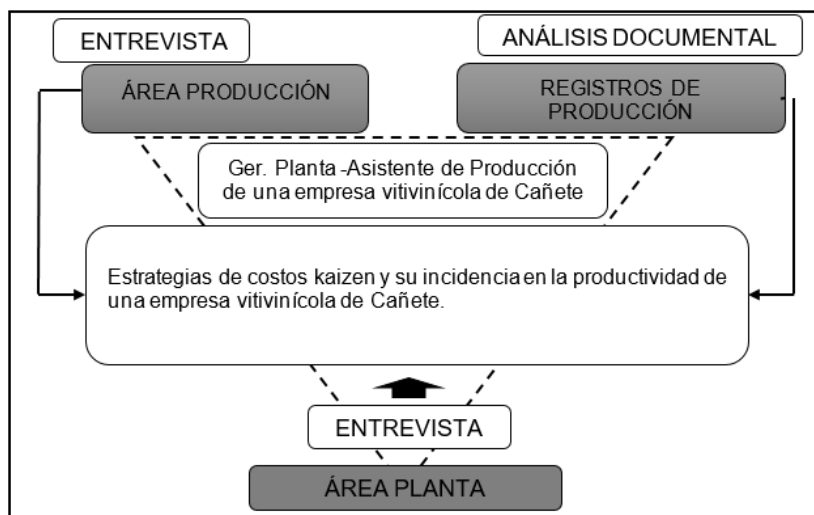 ENTREVISTA
ÁREA PRODUCCIÓN
ANÁLISIS DOCUMENTAL
REGISTROS DE
PRODUCCIÓN
Ger. Planta -Asistente de Producción
de una empresa vitivinícola de Cañete
Estrategias de costos kaizen y su incidencia en la productividad de
una empresa vitivinícola de Cañete.
ENTREVISTA
ÁREA PLANTA